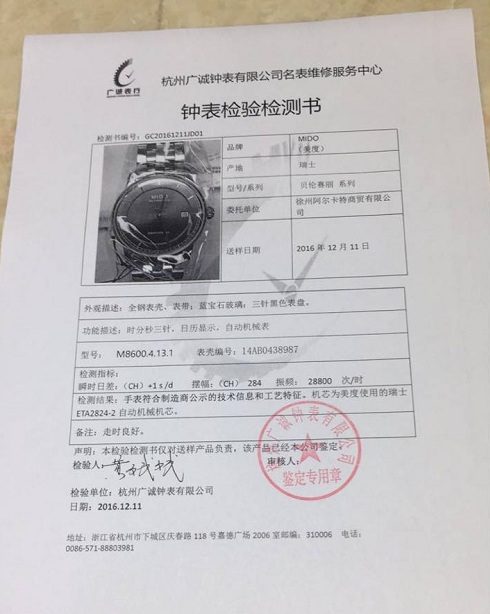 广诚表行
杭州广诚钟表有限公司名表维修服务中心
钟表检验检测书
检测书编号：GC20161211JD01
品牌
MIDO
（美度）
产地
瑞士
型号/系列
贝伦赛丽 系列
委托单位
徐州阿尔卡特商贸有限公
司
送样日期
2016 年 12 月 11 日
MIDO
外观描述：全钢表壳、表带；蓝宝石玻璃；三针黑色表盘。
功能描述：时分秒三针，日历显示，自动机械表
型号： M8600.4.13.1 表壳编号：14AB0438987
检测参数：
瞬时日差:（CH）+1 s/d 摆幅:（CH） 284 振频： 28800 次/时
检测结果：手表符合制造商公示的技术信息和工艺特征。机芯为美度使用的瑞士
ETA2824-2 自动机械机芯。
备注：走时良好。
声明：本检验检测书仅对送样产品负责，该产品已经本公司鉴定。
检验人：
审核人：
杭州广诚钟表有限公司
鉴定专用章
检验单位：杭州广诚钟表有限公司
日期：2016.12.11
地址：浙江省杭州市下城区庆春路 118 号嘉德广场 2006 室邮编：310006 电话：
0086-571-88803981